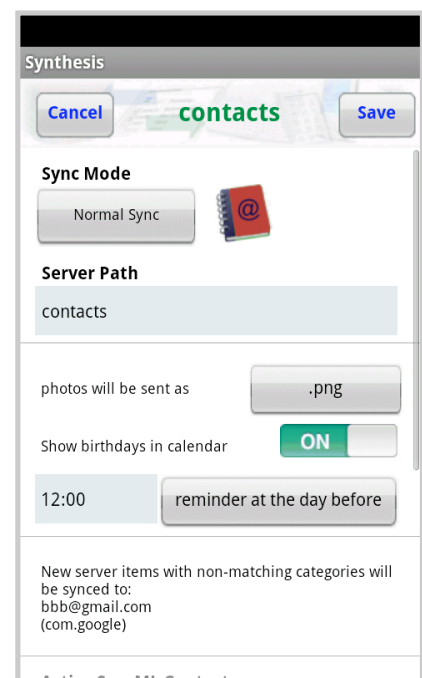 Synthesis
Cancel
contacts
Save
Sync Mode
Normal Sync
@
Server Path
contacts
photos will be sent as
.png
Show birthdays in calendar
ON
12:00
reminder at the day before
New server items with non-matching categories will
be synced to:
bbb@gmail.com
(com.google)